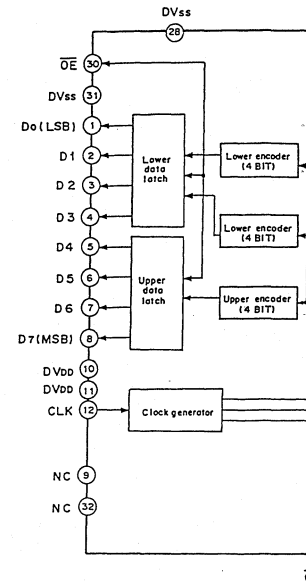 DVss
28
OE 30
DVss 31
Do(LSB) 1
D1 2
D2 3
D3 4
D4 5
D5 6
D6 7
D7(MSB) 8
DVDD 10
DVDD 11
CLK 12
NC 9
NC 32
Lower
data
latch
Upper
data
latch
Lower encoder
(4 BIT)
Lower encoder
(4 BIT)
Upper encoder
(4 BIT)
Clock generator